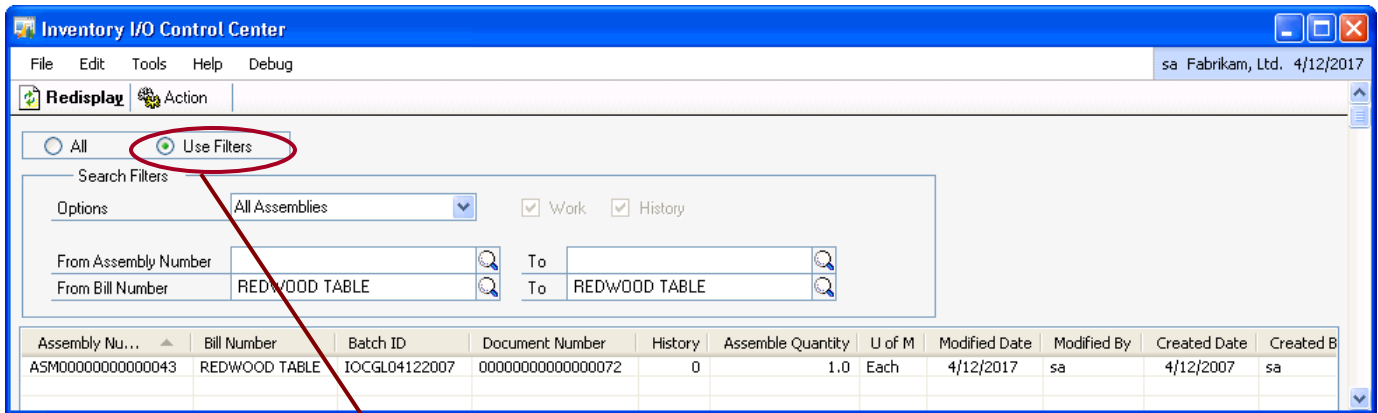 Inventory I/O Control Center
File Edit Tools Help Debug sa Fabrikam, Ltd. 4/12/2017
Redisplay Action
All Use Filters
Search Filters
Options All Assemblies Work History
From Assembly Number To
From Bill Number REDWOOD TABLE To REDWOOD TABLE
Assembly Nu... Bill Number Batch ID Document Number History Assemble Quantity U of M Modified Date Modified By Created Date Created B
ASM00000000000043 REDWOOD TABLE IOCGL04122007 00000000000000072 0 1.0 Each 4/12/2017 sa 4/12/2007 sa